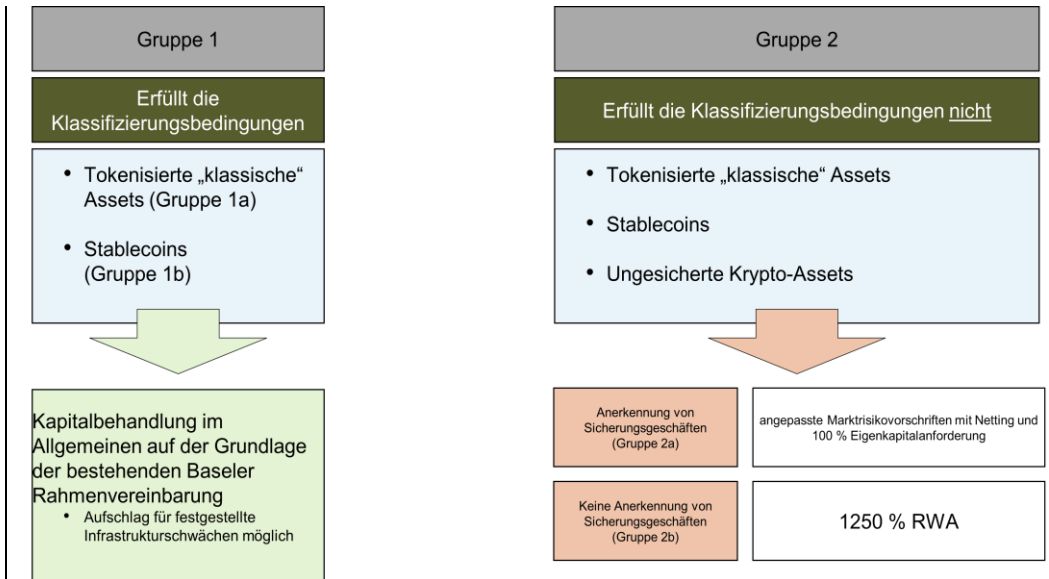 Gruppe 1
Erfüllt die
Klassifizierungsbedingungen
• Tokenisierte „klassische“
Assets (Gruppe 1a)
• Stablecoins
(Gruppe 1b)
Kapitalbehandlung im
Allgemeinen auf der Grundlage
der bestehenden Baseler
Rahmenvereinbarung
• Aufschlag für festgestellte
Infrastrukturschwächen möglich
Gruppe 2
Erfüllt die Klassifizierungsbedingungen nicht
• Tokenisierte „klassische“ Assets
• Stablecoins
• Ungesicherte Krypto-Assets
Anerkennung von
Sicherungsgeschäften
(Gruppe 2a)
angepasste Marktrisikovorschriften mit Netting und
100 % Eigenkapitalanforderung
Keine Anerkennung von
Sicherungsgeschäften
(Gruppe 2b)
1250 % RWA